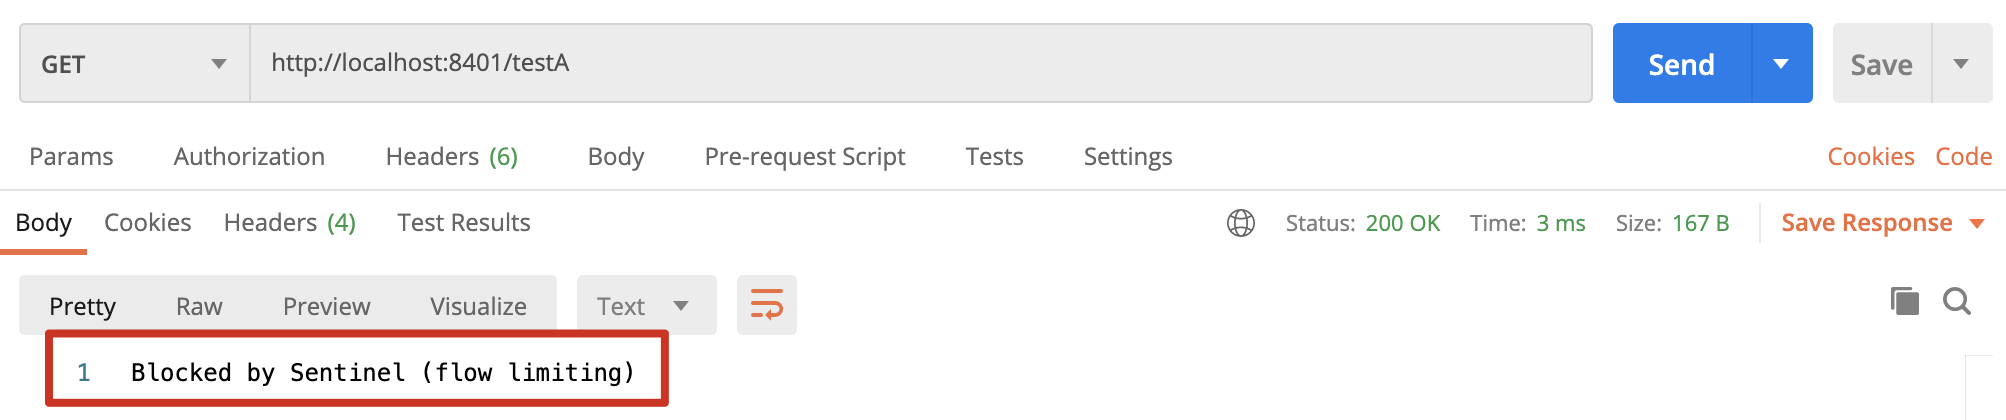 GET http://localhost:8401/testA Send Save
Params Authorization Headers (6) Body Pre-request Script Tests Settings Cookies Code
Body Cookies Headers (4) Test Results Status: 200 OK Time: 3 ms Size: 167 B Save Response
Pretty Raw Preview Visualize Text
1 Blocked by Sentinel (flow limiting)